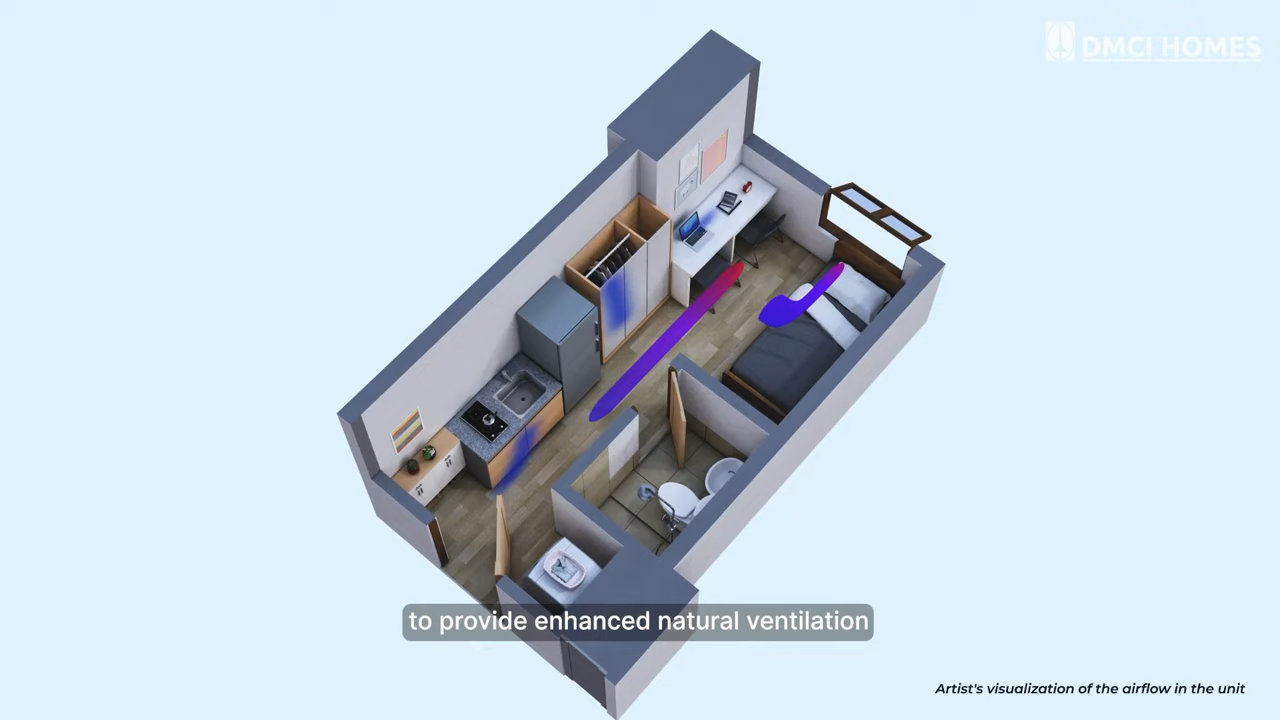 DMCI HOMES
to provide enhanced natural ventilation
Artist's visualization of the airflow in the unit